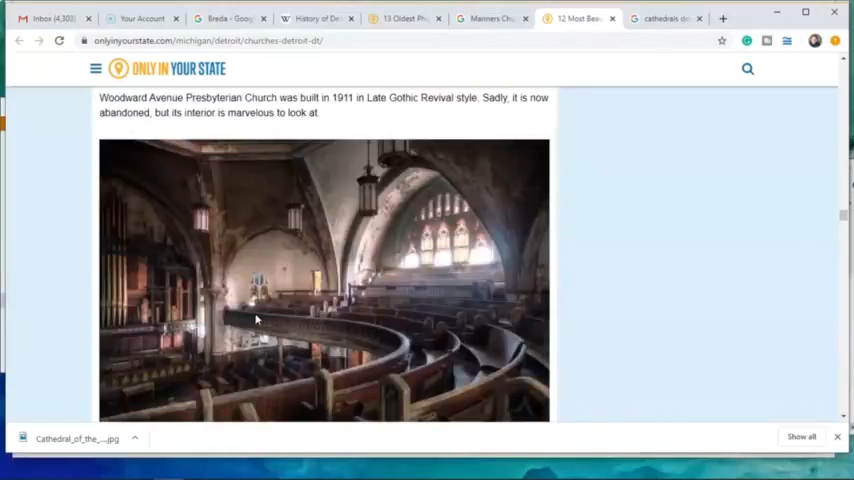 Inbox (4,303)
Your Account
Breda - Goog
History of De
13 Oldest Ph
Manners Chu
12 Most Bea
cathedrals de
onlyinyourstate.com/michigan/detroit/churches-detroit-dt/
ONLY IN YOUR STATE
Woodward Avenue Presbyterian Church was built in 1911 in Late Gothic Revival style. Sadly, it is now
abandoned, but its interior is marvelous to look at.
Cathedral_of_the_....jpg
Show all